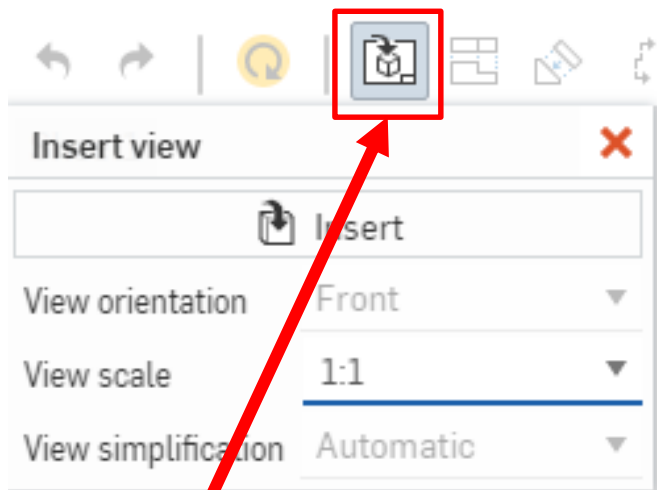 Insert view
Insert
View orientation Front
View scale 1:1
View simplification Automatic